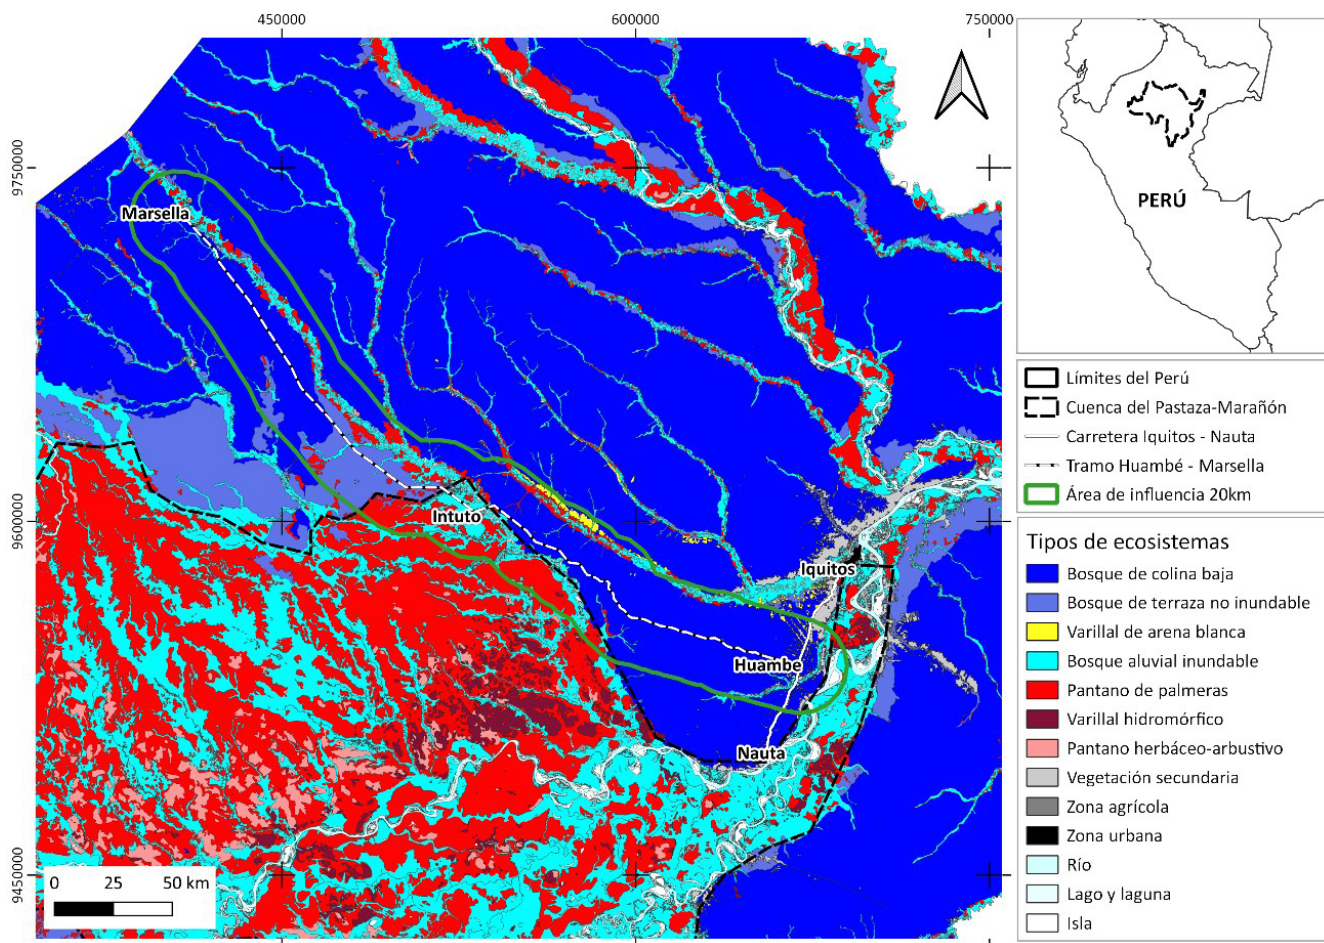 450000
600000
750000
9750000
9600000
9450000
Marsella
Intuto
Iquitos
Huambe
Nauta
0 25 50 km
PERÚ
Límites del Perú
Cuenca del Pastaza-Marañón
Carretera Iquitos - Nauta
Tramo Huambé - Marsella
Área de influencia 20km
Tipos de ecosistemas
Bosque de colina baja
Bosque de terraza no inundable
Varillal de arena blanca
Bosque aluvial inundable
Pantano de palmeras
Varillal hidromórfico
Pantano herbáceo-arbustivo
Vegetación secundaria
Zona agrícola
Zona urbana
Río
Lago y laguna
Isla